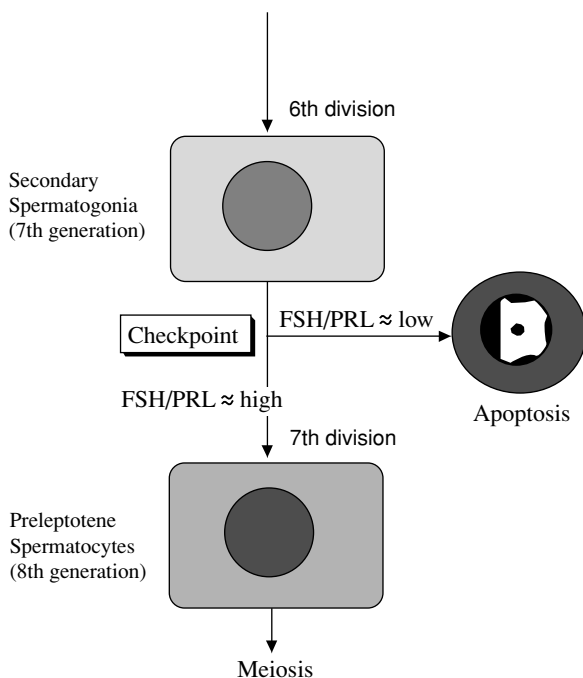 6th division
Secondary
Spermatogonia
(7th generation)
FSH/PRL ≈ low
Checkpoint
Apoptosis
FSH/PRL ≈ high
7th division
Preleptotene
Spermatocytes
(8th generation)
Meiosis